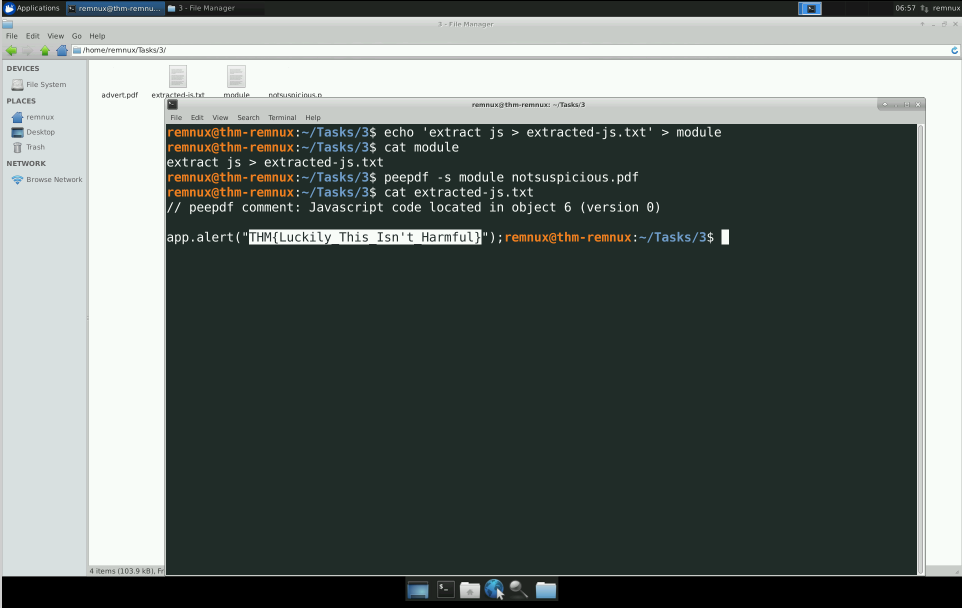 Applications remnux@thm-remnu... 3 - File Manager 06:57 remnux
3 - File Manager
File Edit View Go Help
/home/remnux/Tasks/3/
DEVICES
File System
PLACES
remnux
Desktop
Trash
NETWORK
Browse Network
advert.pdf extracted-js.txt module notsuspicious.p
remnux@thm-remnux: ~/Tasks/3
File Edit View Search Terminal Help
remnux@thm-remnux:~/Tasks/3$ echo 'extract js > extracted-js.txt' > module
remnux@thm-remnux:~/Tasks/3$ cat module
extract js > extracted-js.txt
remnux@thm-remnux:~/Tasks/3$ peepdf -s module notsuspicious.pdf
remnux@thm-remnux:~/Tasks/3$ cat extracted-js.txt
// peepdf comment: Javascript code located in object 6 (version 0)
app.alert("THM{Luckily_This_Isn't_Harmful}");remnux@thm-remnux:~/Tasks/3$
4 items (103.9 kB), Fr